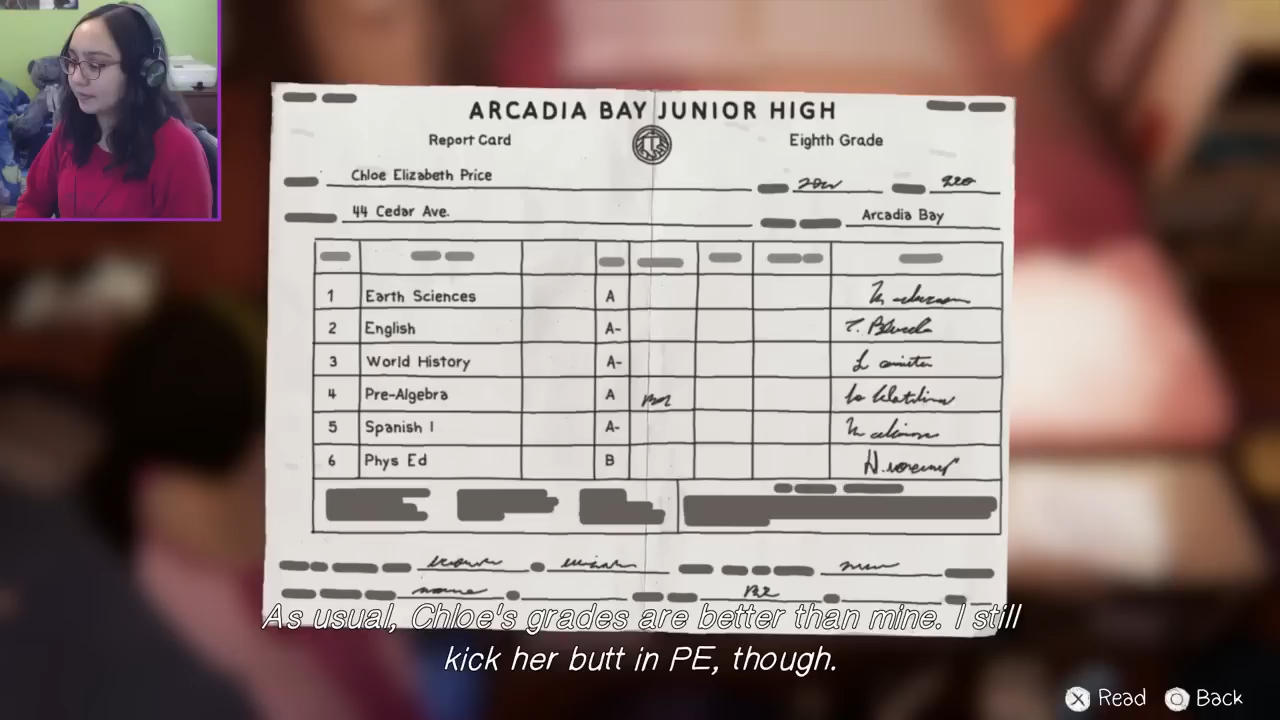 ARCADIA BAY JUNIOR HIGH
Report Card
Eighth Grade
Chloe Elizabeth Price
44 Cedar Ave.
Arcadia Bay
1 Earth Sciences A
2 English A-
3 World History A-
4 Pre-Algebra A
5 Spanish I A-
6 Phys Ed B
As usual, Chloe's grades are better than mine. I still
kick her butt in PE, though.
Read Back